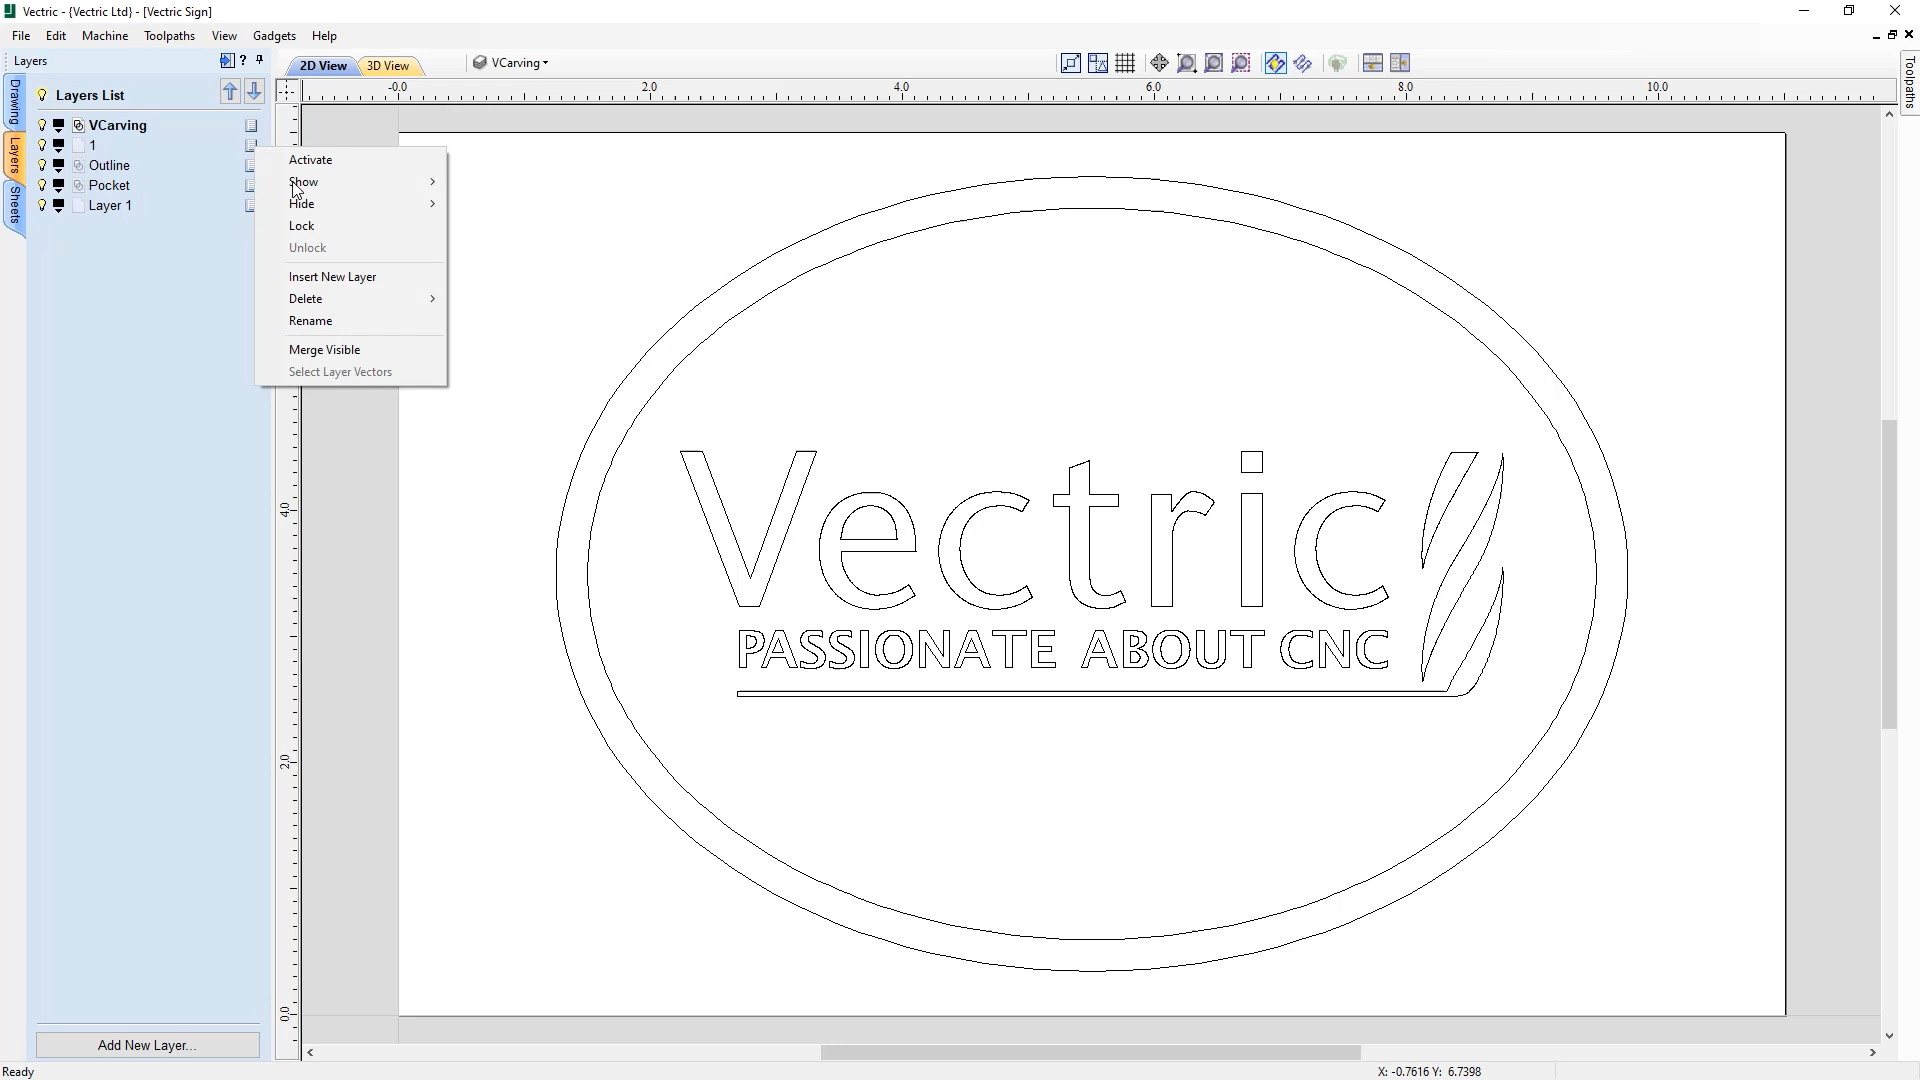 Vectric - {Vectric Ltd} - [Vectric Sign]
File Edit Machine Toolpaths View Gadgets Help
Layers
?
2D View
3D View
VCarving
Toolpaths
Drawing
Layers
Sheets
Layers List
VCarving
1
Outline
Pocket
Layer 1
Activate
Show
Hide
Lock
Unlock
Insert New Layer
Delete
Rename
Merge Visible
Select Layer Vectors
-0.0 2.0 4.0 6.0 8.0 10.0
4.0
2.0
0.0
Vectric
PASSIONATE ABOUT CNC
Add New Layer...
Ready
X: -0.7616 Y: 6.7398